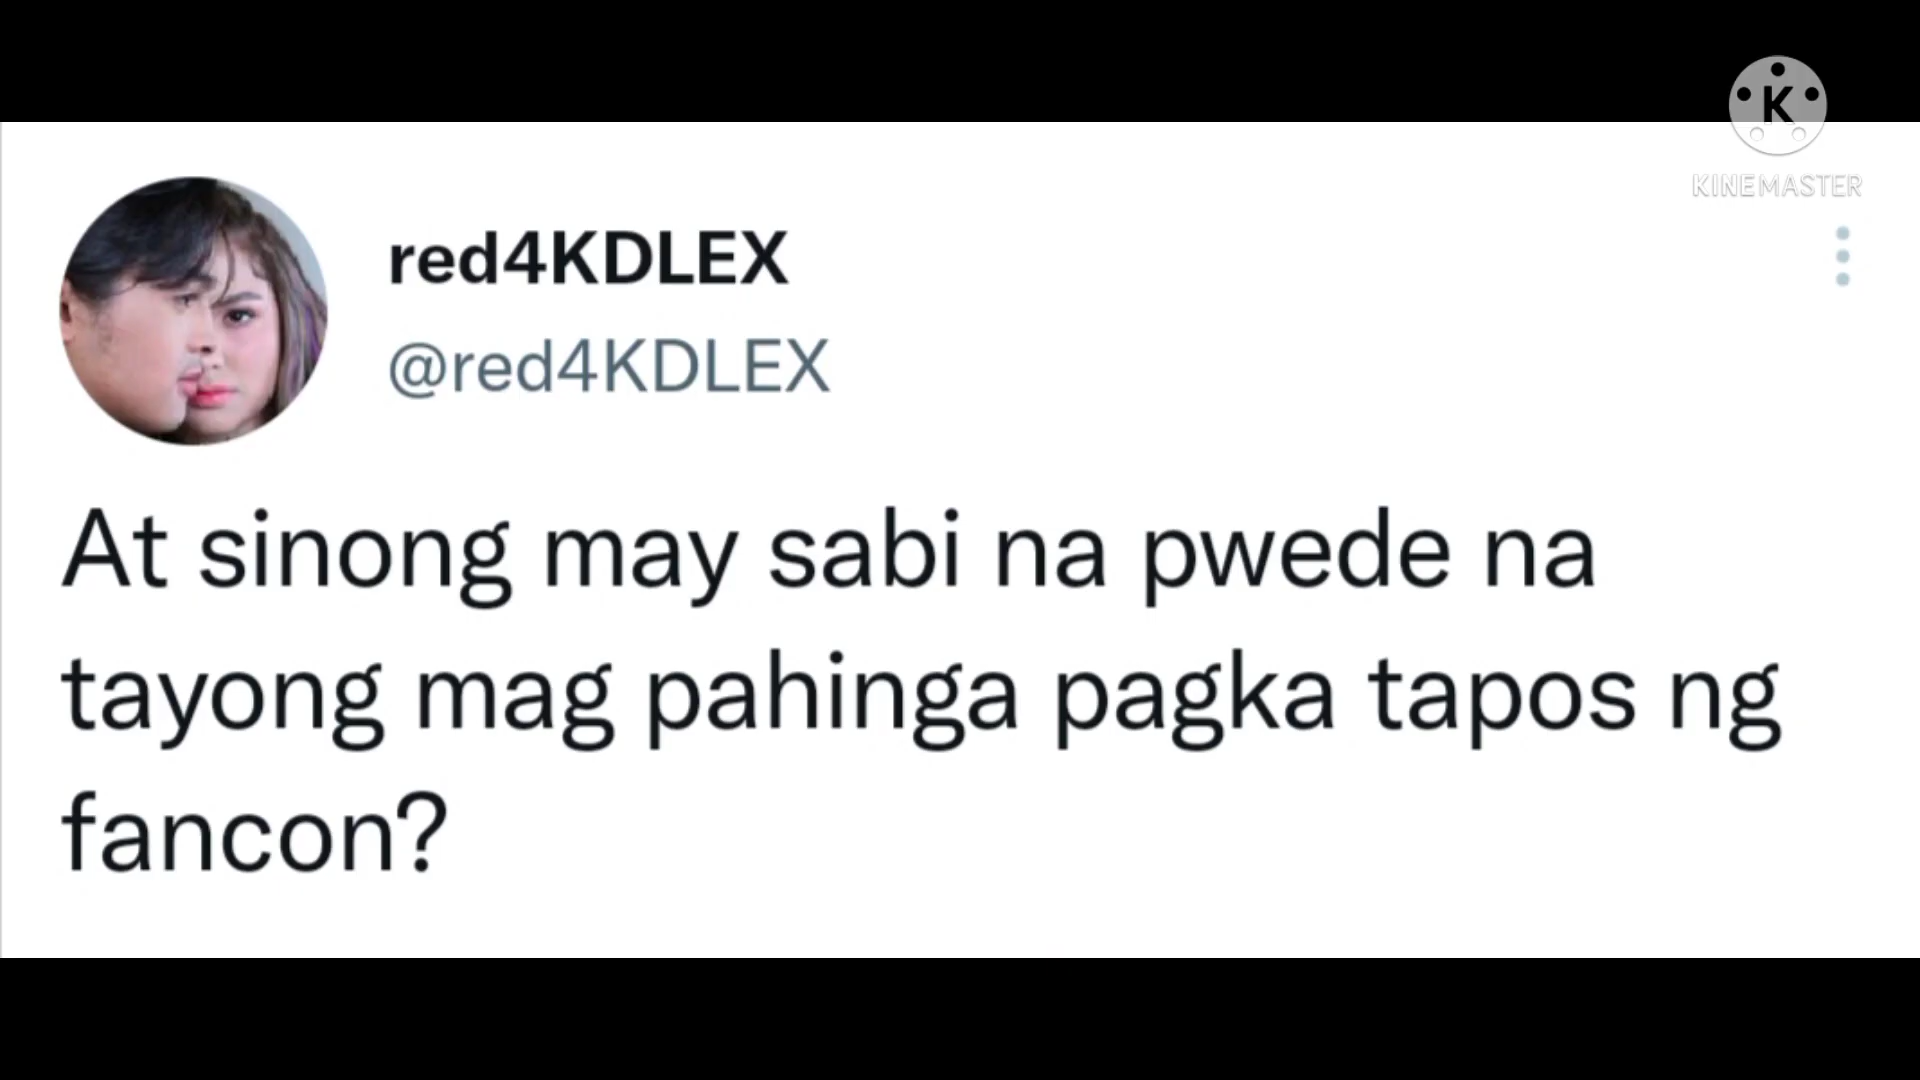 K
KINEMASTER
red4KDLEX
@red4KDLEX
At sinong may sabi na pwede na
tayong mag pahinga pagka tapos ng
fancon?